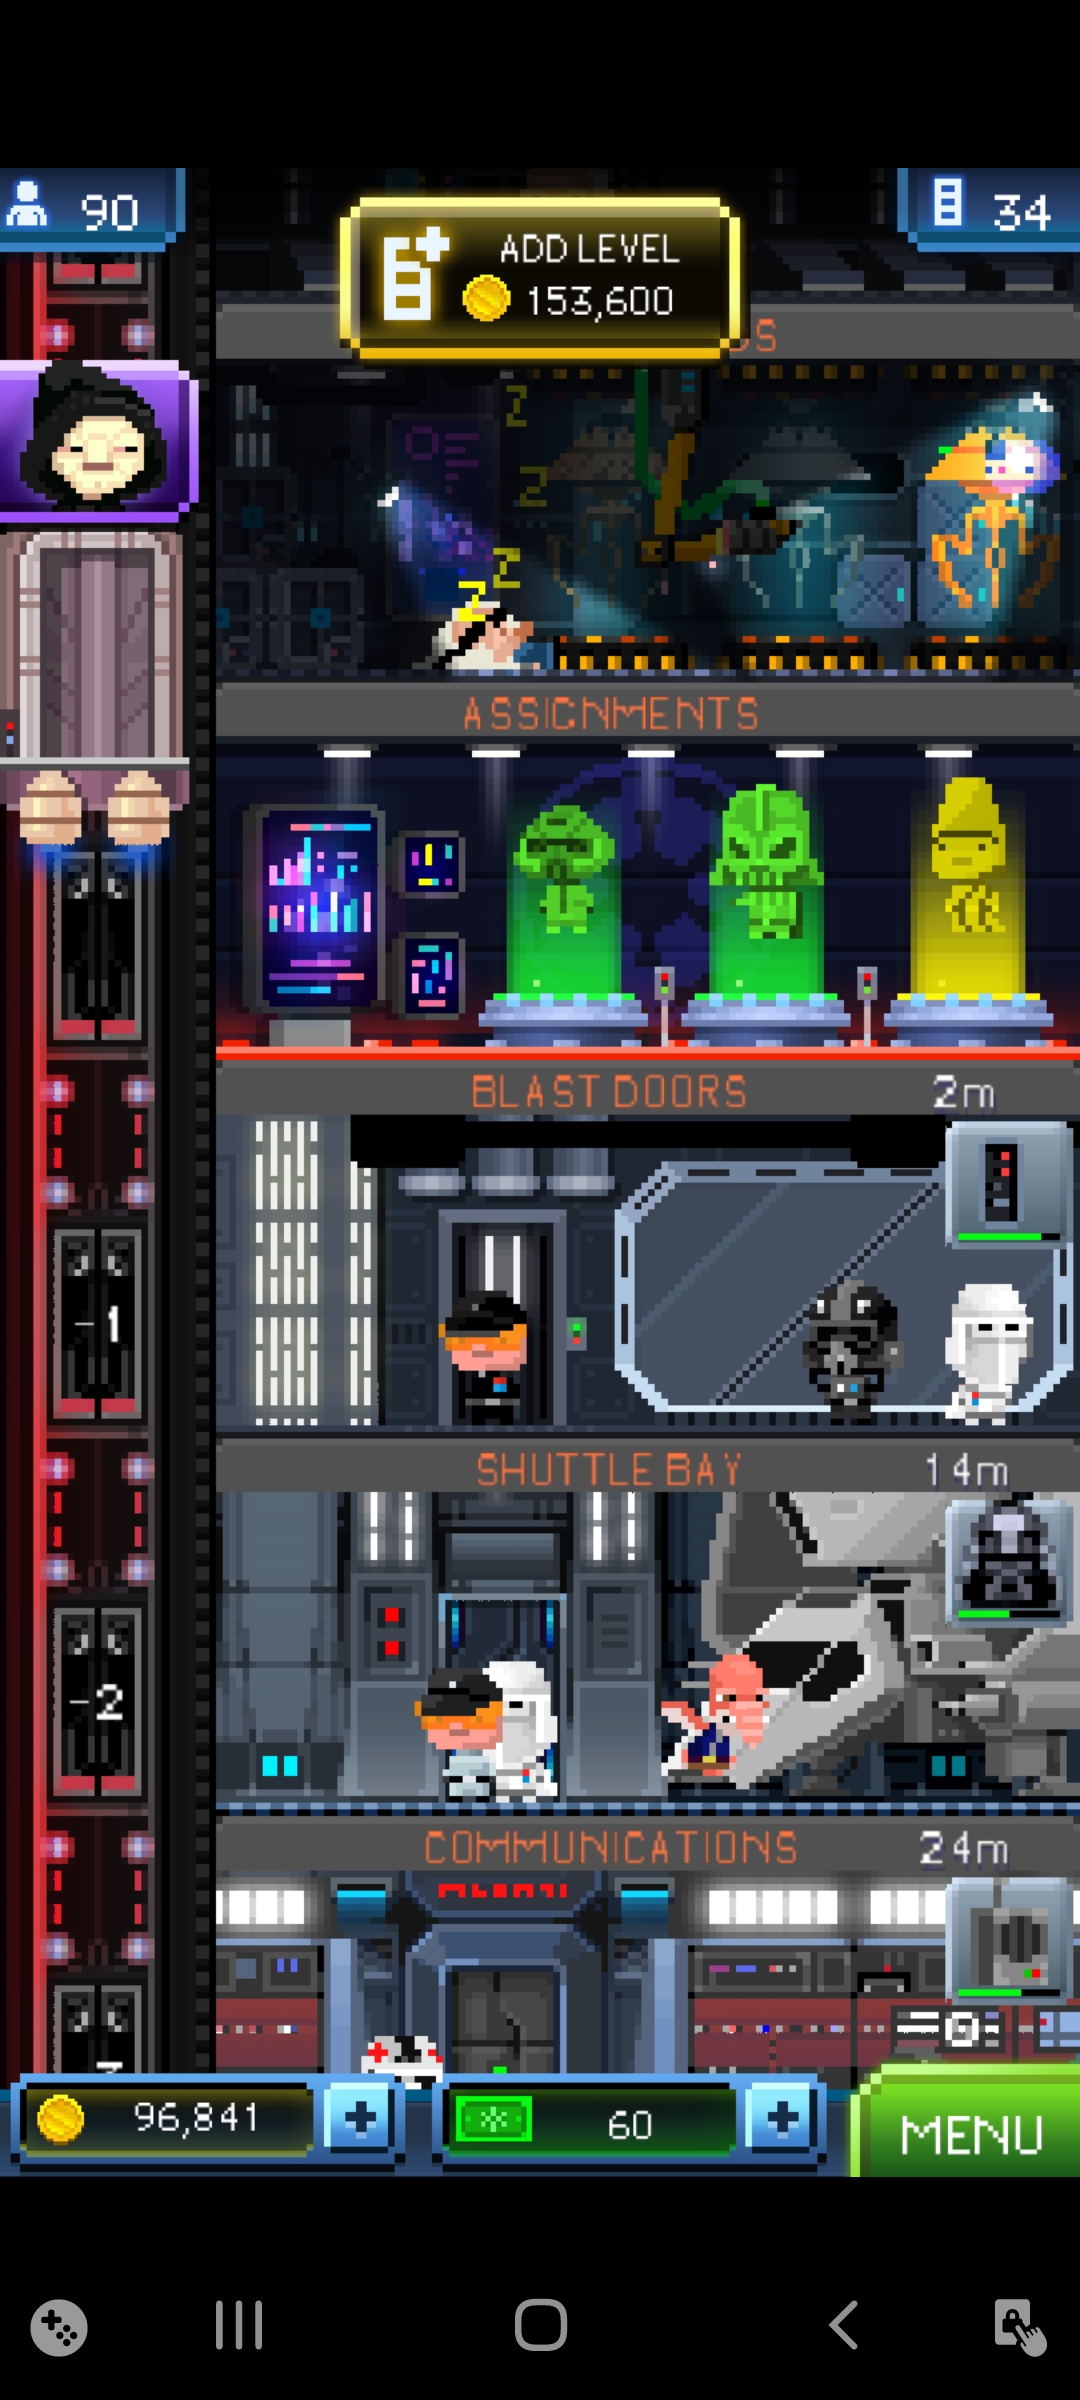 90
34
ADD LEVEL
153,600
DS
Z
Z
Z
Z
ASSIGNMENTS
BLAST DOORS 2m
-1
SHUTTLE BAY 14m
-2
COMMUNICATIONS 24m
96,841
60
MENU